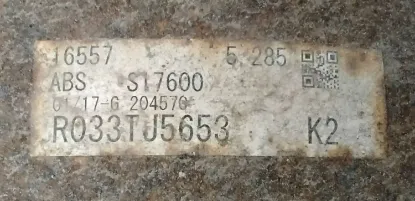 16557 5.285
ABS S17600
01/17-G 204570
R033TJ5653 K2